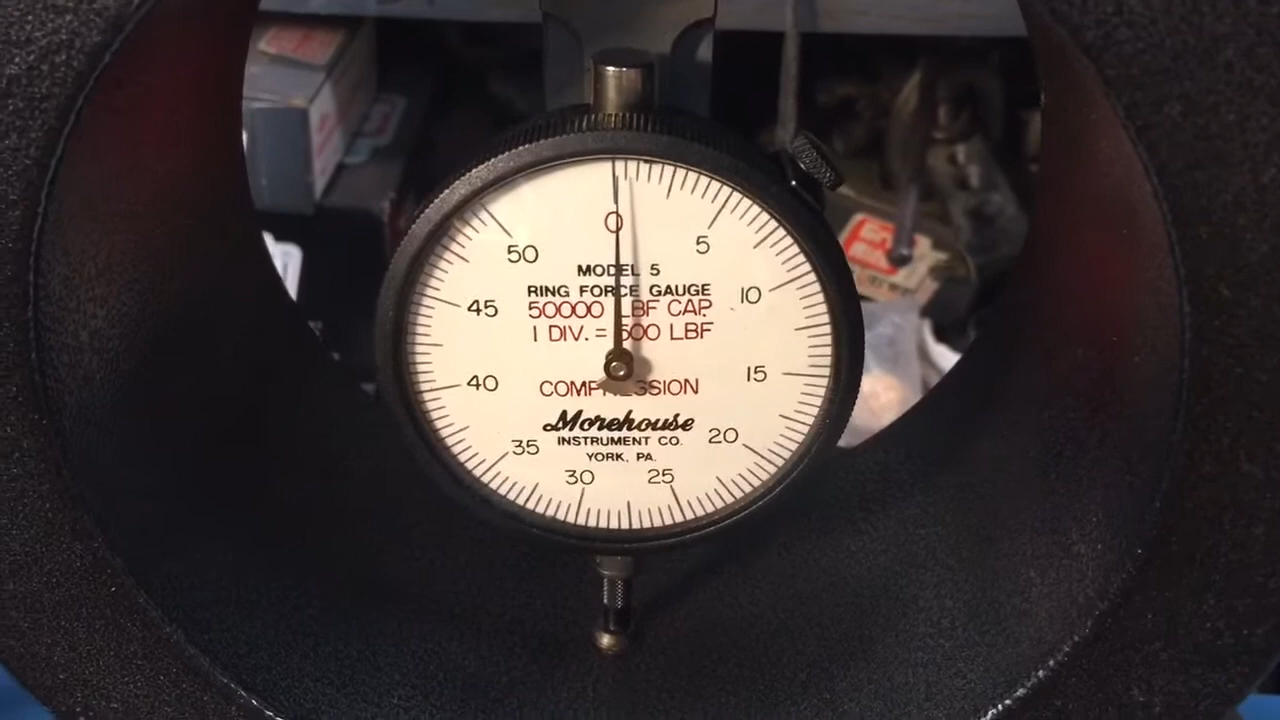 0
50
5
MODEL 5
RING FORCE GAUGE
45
10
50000 LBF CAP.
1 DIV. = 500 LBF
15
40
COMPRESSION
Morehouse
INSTRUMENT CO.
35
20
YORK, PA.
30
25